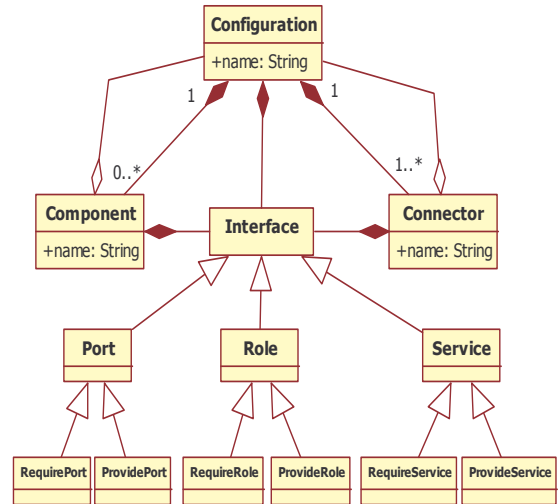 Configuration
+name: String
1
1
0..*
1..*
Component
+name: String
Interface
Connector
+name: String
Port
Role
Service
RequirePort
ProvidePort
RequireRole
ProvideRole
RequireService
ProvideService